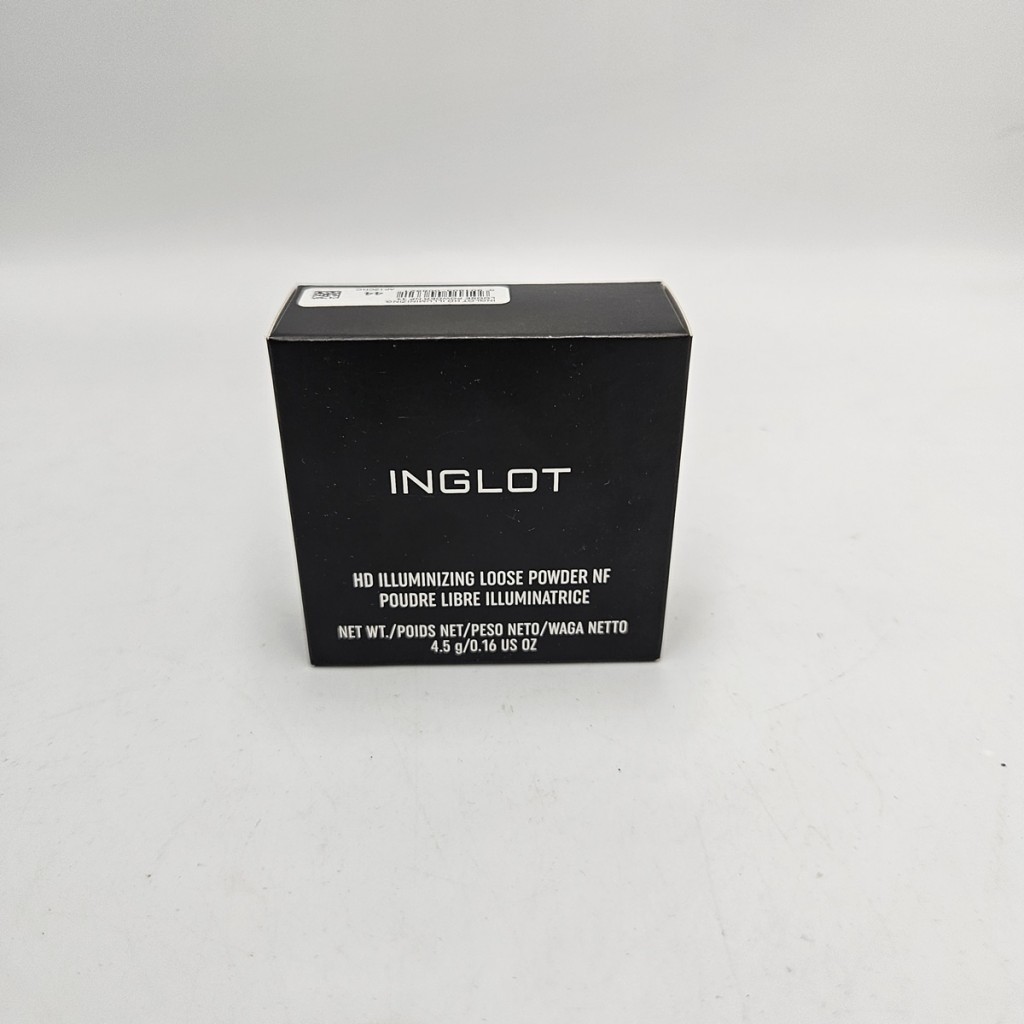 44
INGLOT
HD ILLUMINIZING LOOSE POWDER NF
POUDRE LIBRE ILLUMINATRICE
NET WT./POIDS NET/PESO NETO/WAGA NETTO
4.5 g/0.16 US OZ